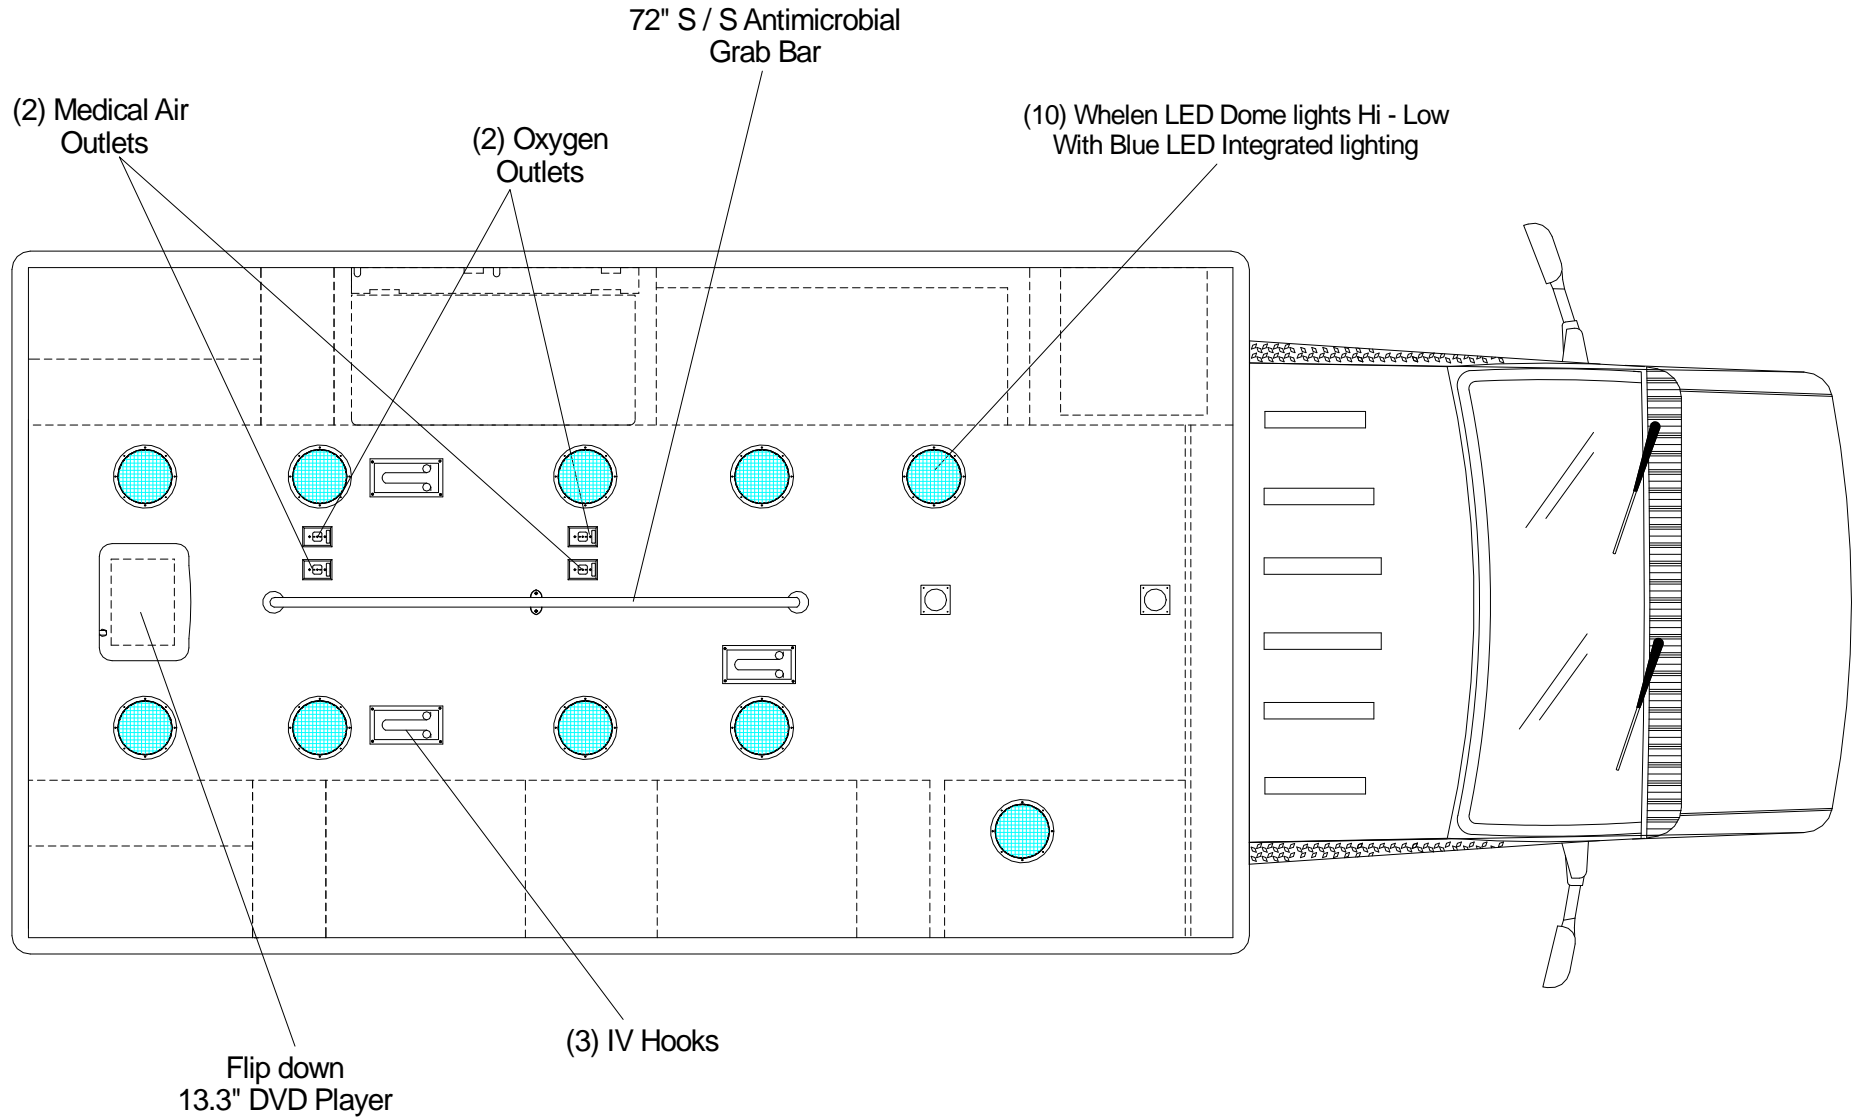 72" S / S Antimicrobial
Grab Bar
(2) Medical Air
Outlets
(2) Oxygen
Outlets
(10) Whelen LED Dome lights Hi - Low
With Blue LED Integrated lighting
(3) IV Hooks
Flip down
13.3" DVD Player